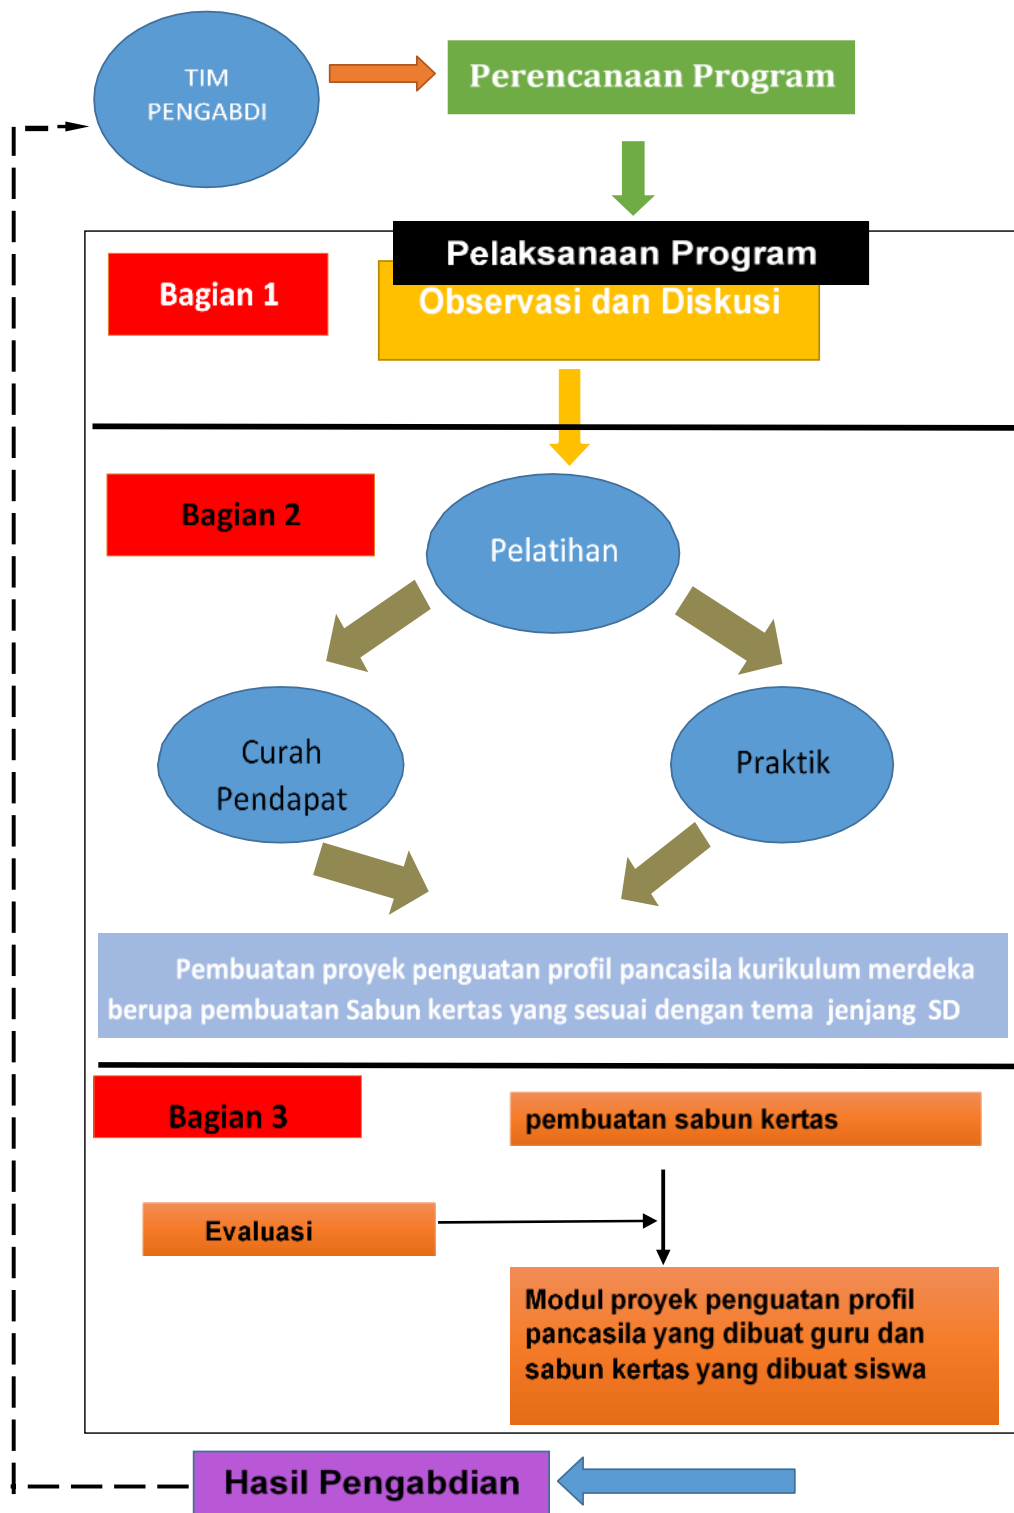 TIM
PENGABDI
Perencanaan Program
Pelaksanaan Program
Bagian 1
Observasi dan Diskusi
Bagian 2
Pelatihan
Curah
Pendapat
Praktik
Pembuatan proyek penguatan profil pancasila kurikulum merdeka
berupa pembuatan Sabun kertas yang sesuai dengan tema jenjang SD
Bagian 3
pembuatan sabun kertas
Evaluasi
Modul proyek penguatan profil
pancasila yang dibuat guru dan
sabun kertas yang dibuat siswa
Hasil Pengabdian